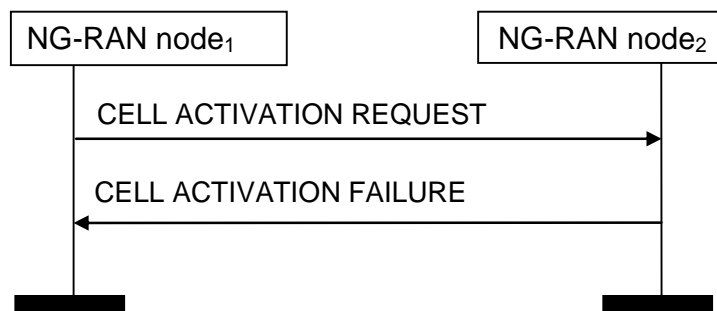 NG-RAN node₁
NG-RAN node₂
CELL ACTIVATION REQUEST
CELL ACTIVATION FAILURE